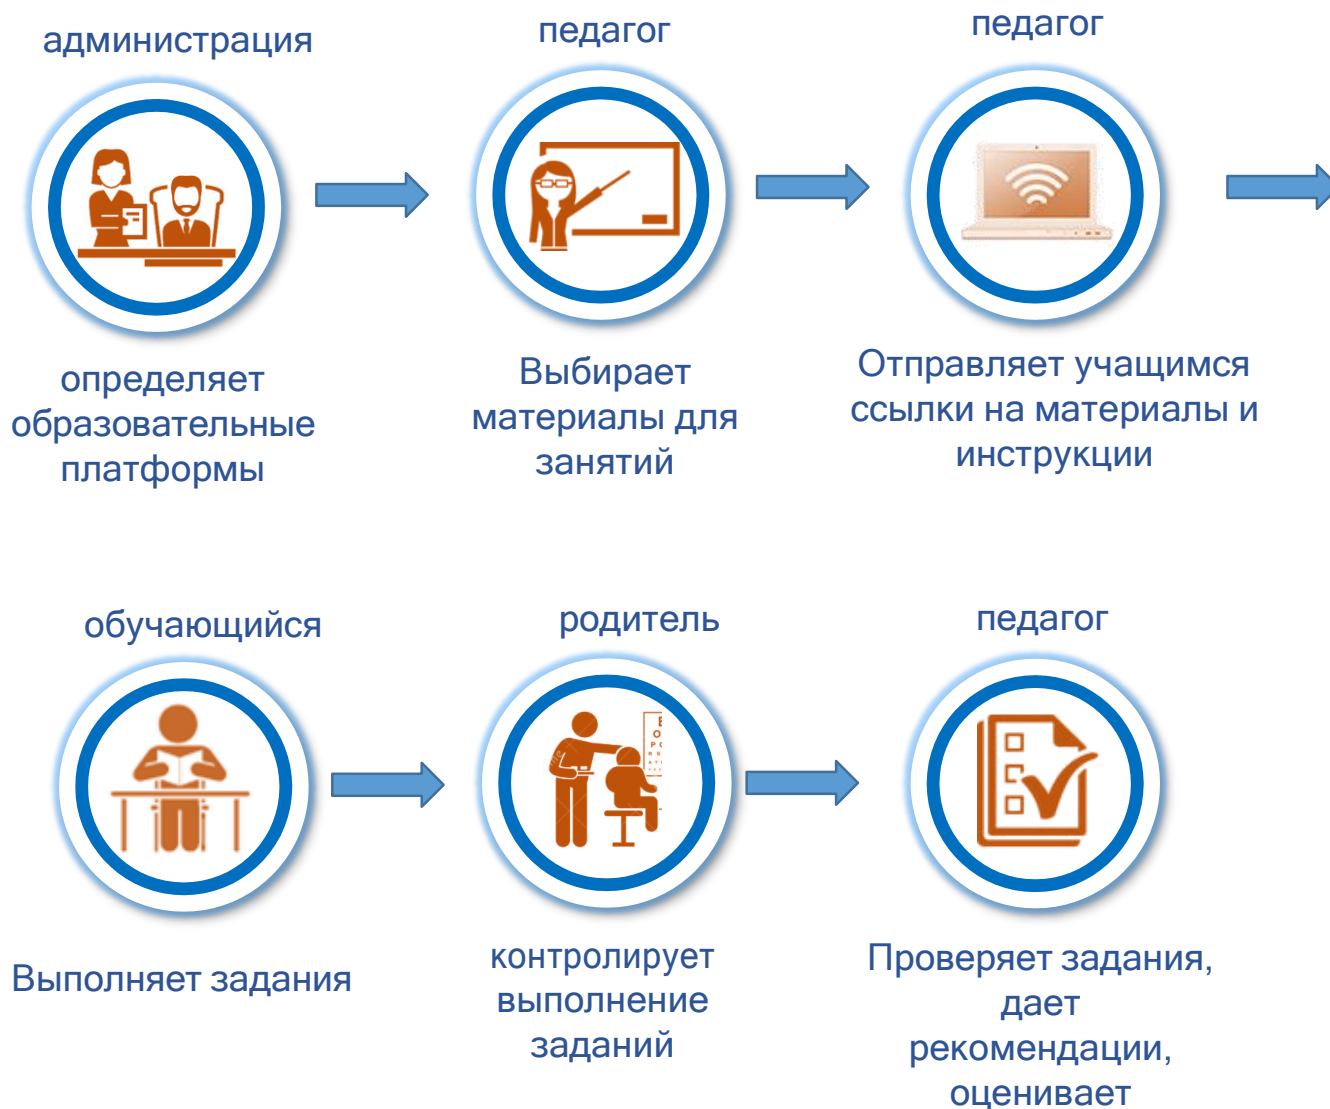 администрация
педагог
педагог
определяет
образовательные
платформы
Выбирает
материалы для
занятий
Отправляет учащимся
ссылки на материалы и
инструкции
обучающийся
родитель
педагог
Выполняет задания
контролирует
выполнение
заданий
Проверяет задания,
дает
рекомендации,
оценивает